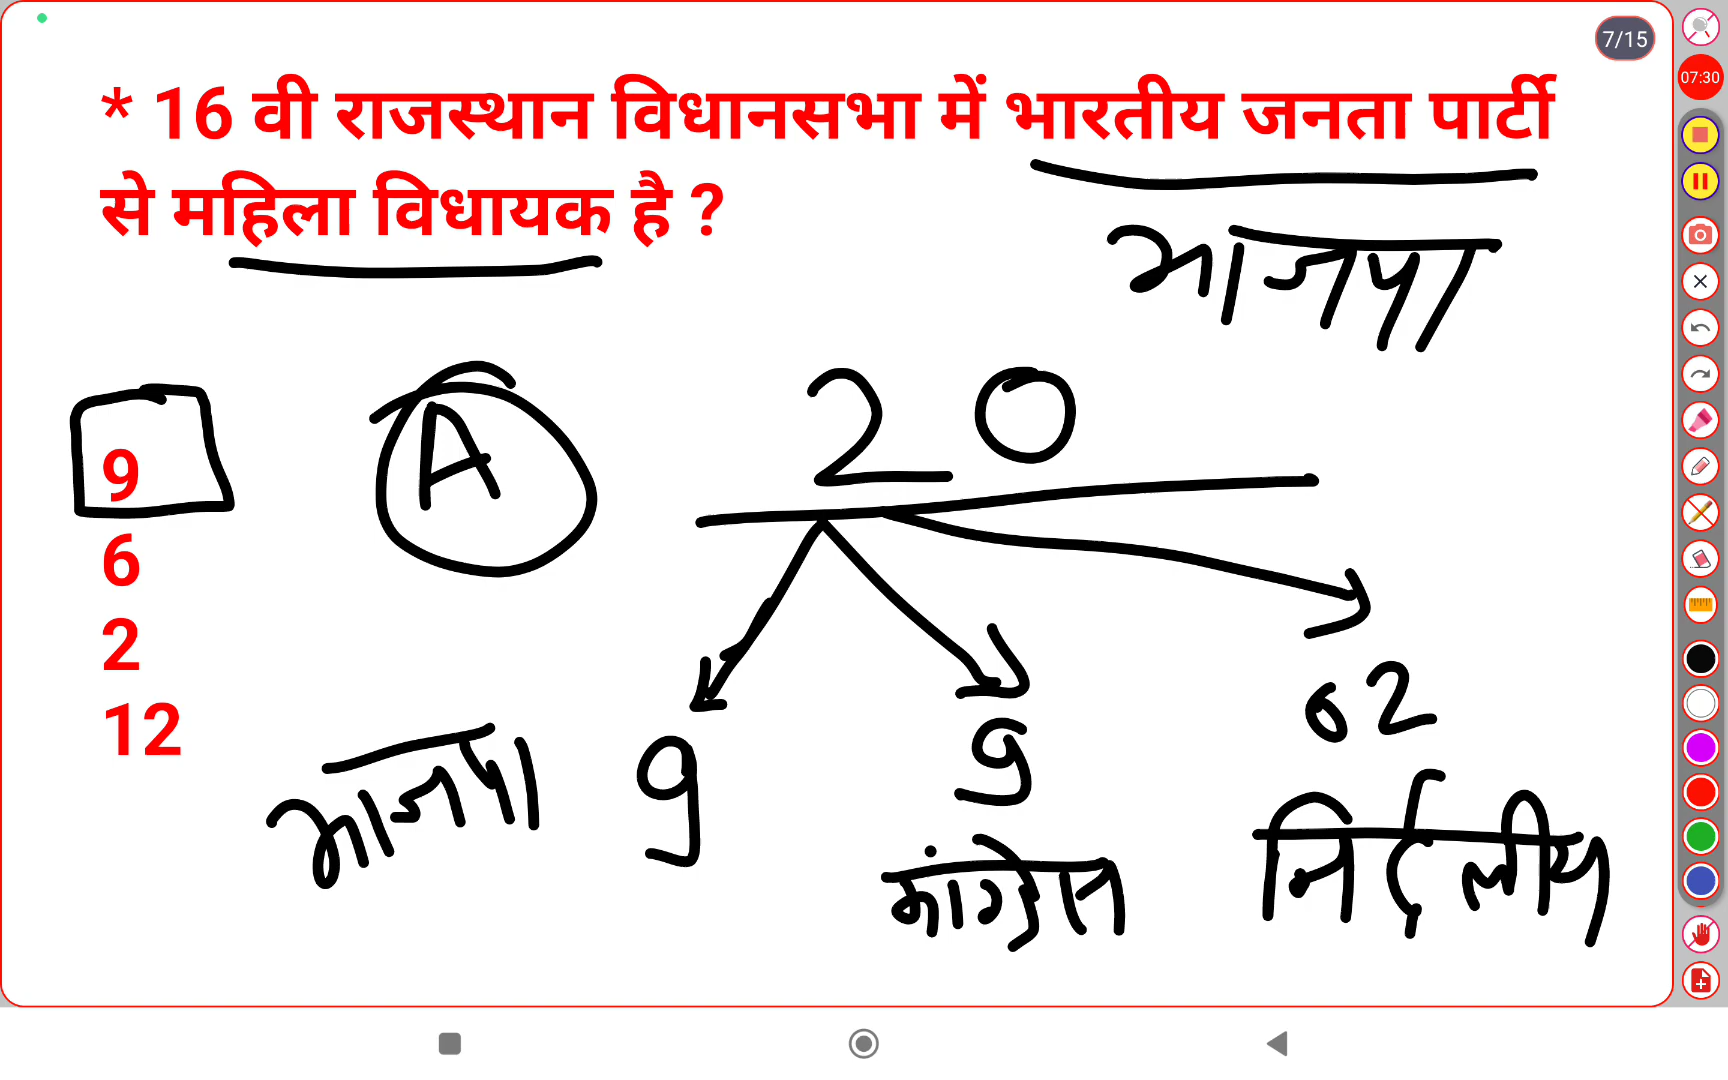 7/15
07:30
* 16 वी राजस्थान विधानसभा में भारतीय जनता पार्टी
से महिला विधायक है ?
भाजपा
9
6
2
12
A
20
भाजपा 9
9
कांग्रेस
02
निर्दलीय